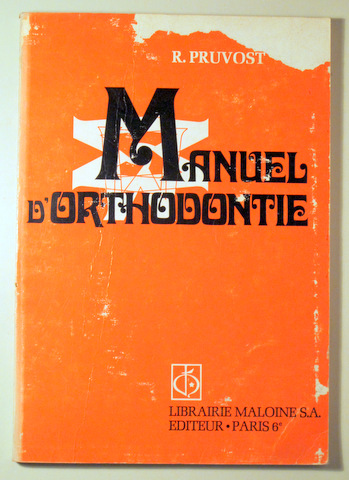 R. PRUVOST
MANUEL
D'ORTHODONTIE
LIBRAIRIE MALOINE S.A.
EDITEUR • PARIS 6e